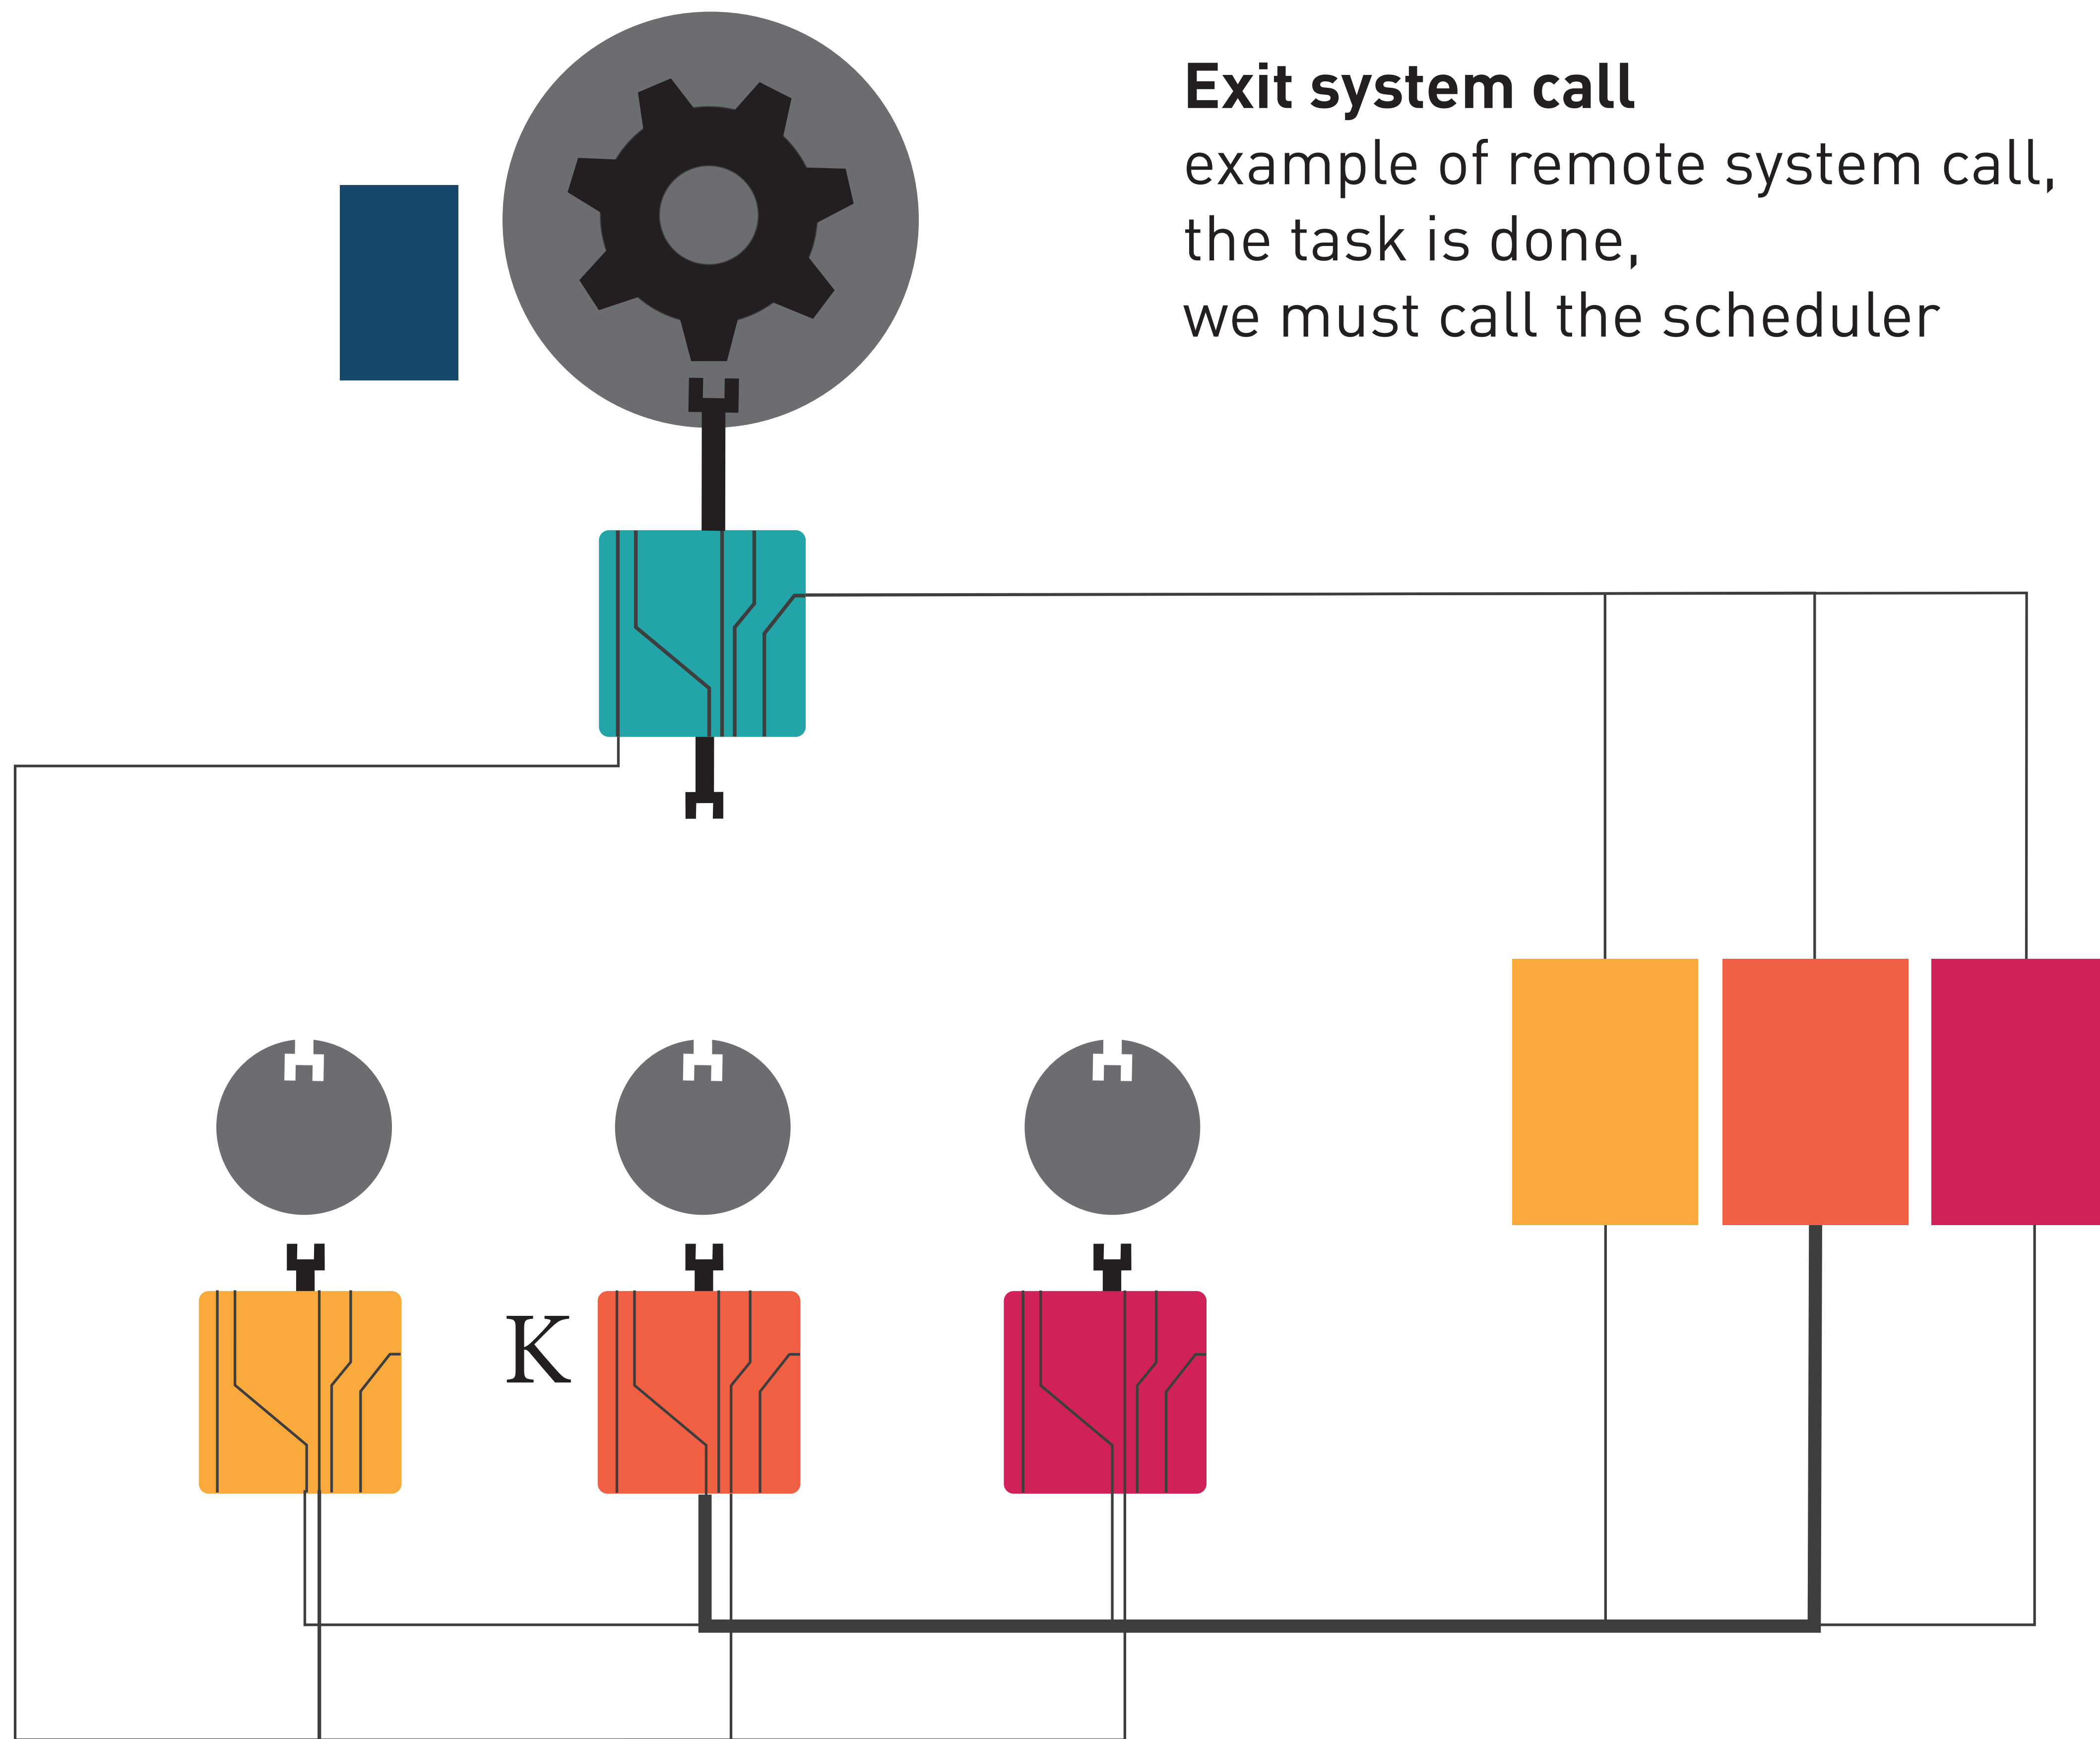 Exit system call
example of remote system call,
the task is done,
we must call the scheduler
K